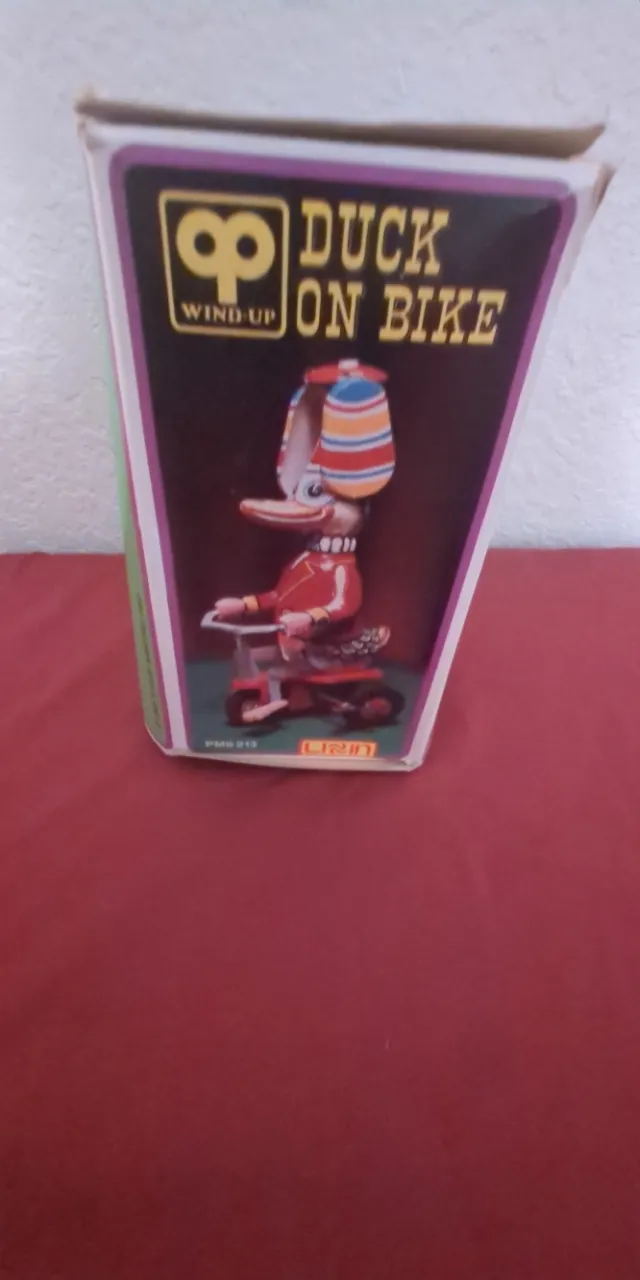 DUCK
ON BIKE
WIND-UP
PMS 213